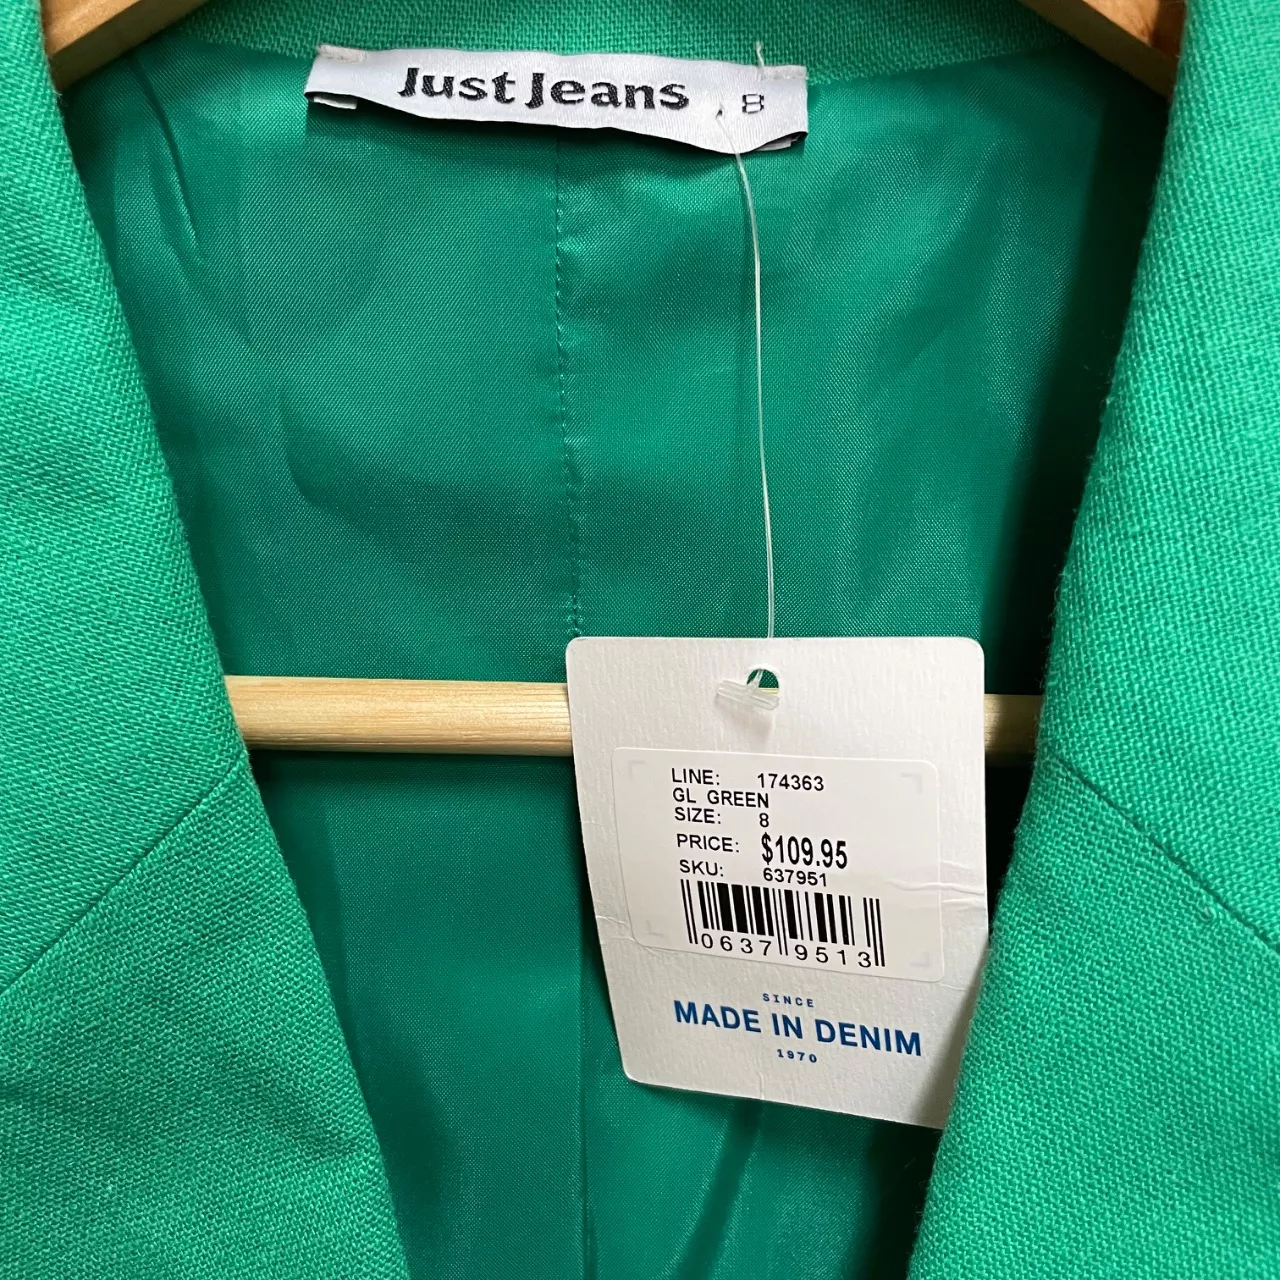 Just Jeans 8
LINE: 174363
GL GREEN
SIZE: 8
PRICE: $109.95
SKU: 637951
0637 9513
SINCE
MADE IN DENIM
1970